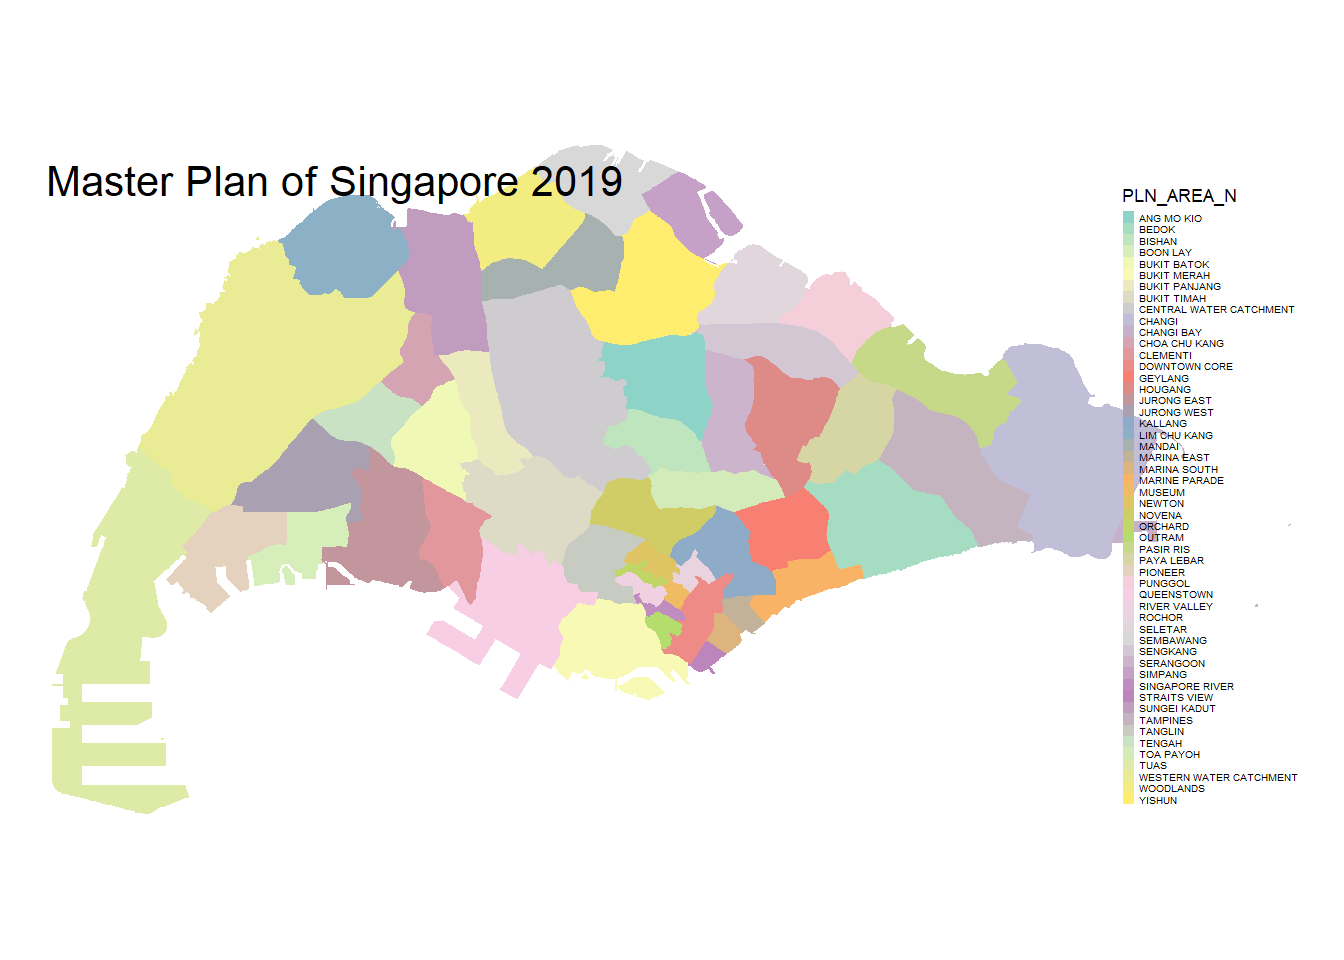 Master Plan of Singapore 2019
PLN_AREA_N
ANG MO KIO
BEDOK
BISHAN
BOON LAY
BUKIT BATOK
BUKIT MERAH
BUKIT PANJANG
BUKIT TIMAH
CENTRAL WATER CATCHMENT
CHANGI
CHANGI BAY
CHOA CHU KANG
CLEMENTI
DOWNTOWN CORE
GEYLANG
HOUGANG
JURONG EAST
JURONG WEST
KALLANG
LIM CHU KANG
MANDAI
MARINA EAST
MARINA SOUTH
MARINE PARADE
MUSEUM
NEWTON
NOVENA
ORCHARD
OUTRAM
PASIR RIS
PAYA LEBAR
PIONEER
PUNGGOL
QUEENSTOWN
RIVER VALLEY
ROCHOR
SELETAR
SEMBAWANG
SENGKANG
SERANGOON
SIMPANG
SINGAPORE RIVER
STRAITS VIEW
SUNGEI KADUT
TAMPINES
TANGLIN
TENGAH
TOA PAYOH
TUAS
WESTERN WATER CATCHMENT
WOODLANDS
YISHUN